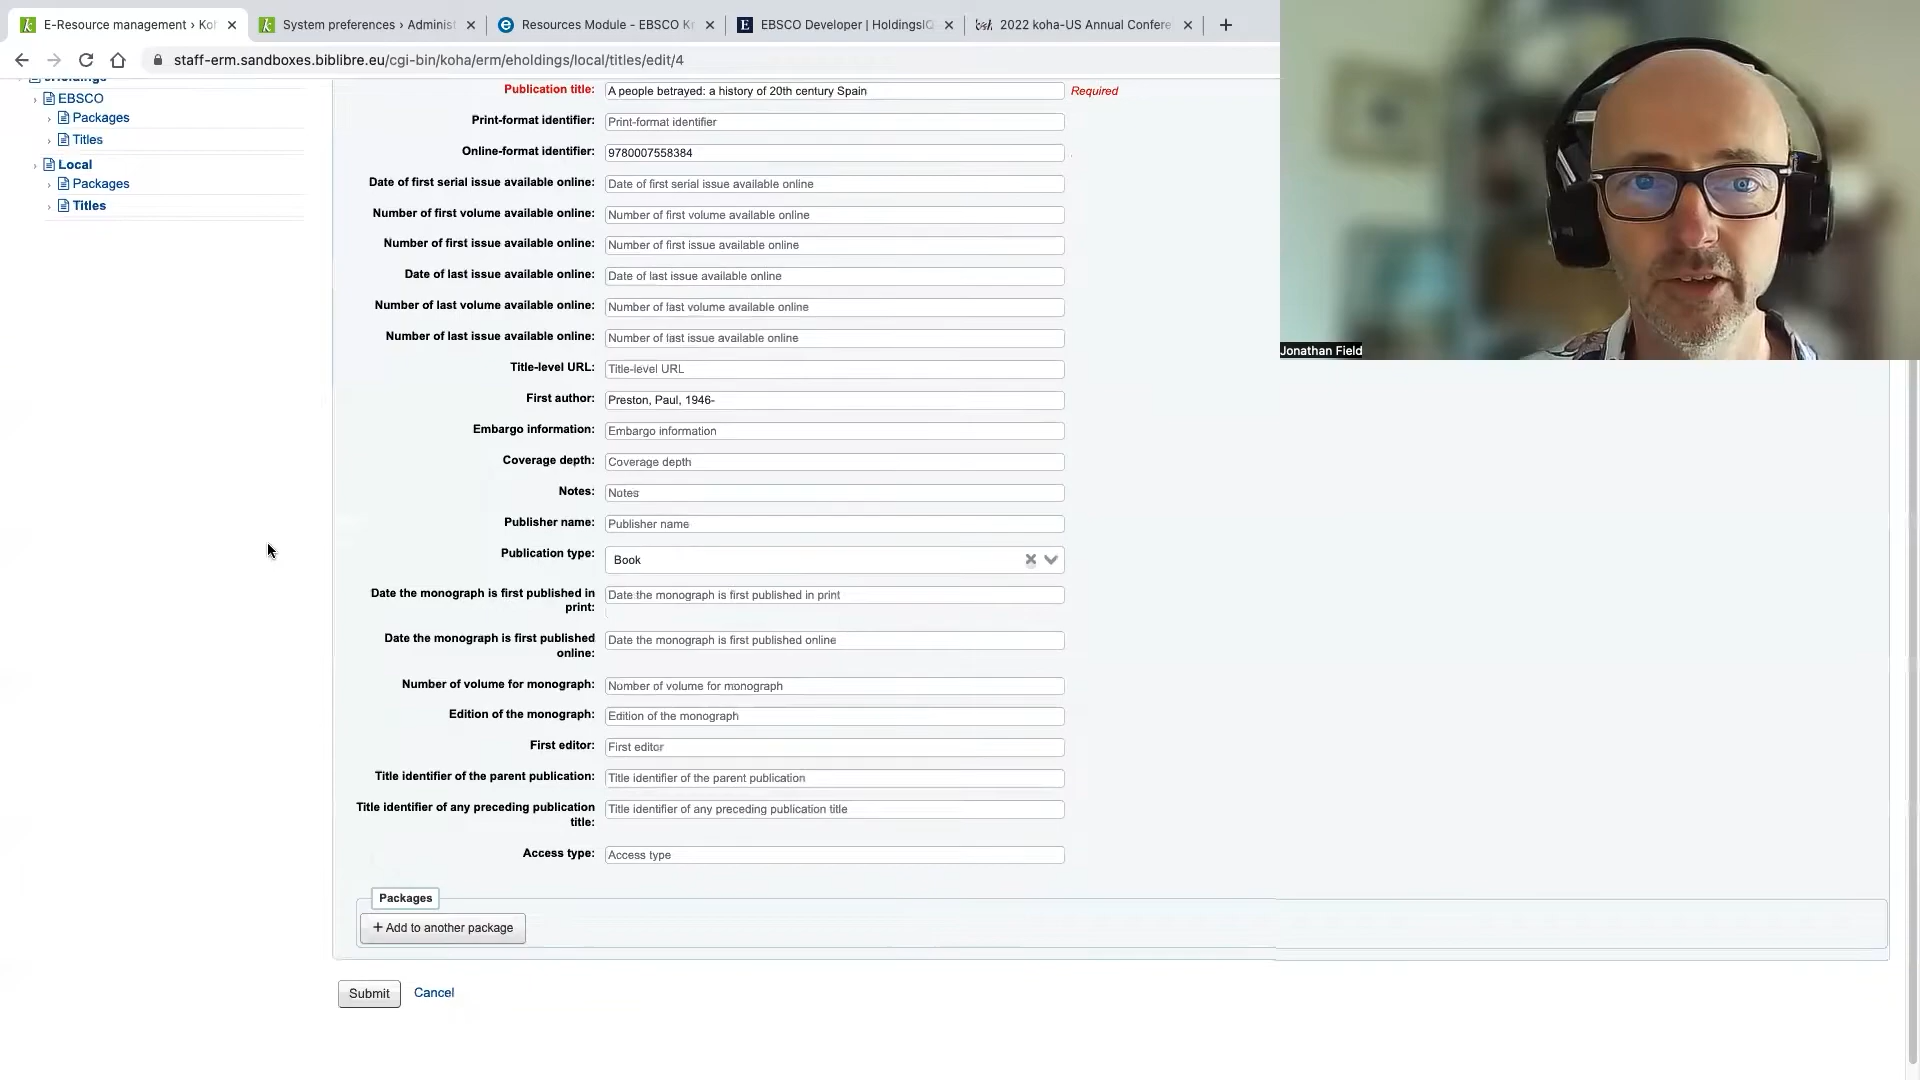 E-Resource management › Koh
System preferences › Administ
Resources Module - EBSCO Kn
EBSCO Developer | HoldingsIQ
2022 koha-US Annual Confere
staff-erm.sandboxes.biblibre.eu/cgi-bin/koha/erm/eholdings/local/titles/edit/4
eHoldings
EBSCO
Packages
Titles
Local
Packages
Titles
Publication title: A people betrayed: a history of 20th century Spain Required
Print-format identifier: Print-format identifier
Online-format identifier: 9780007558384
Date of first serial issue available online: Date of first serial issue available online
Number of first volume available online: Number of first volume available online
Number of first issue available online: Number of first issue available online
Date of last issue available online: Date of last issue available online
Number of last volume available online: Number of last volume available online
Number of last issue available online: Number of last issue available online
Title-level URL: Title-level URL
First author: Preston, Paul, 1946-
Embargo information: Embargo information
Coverage depth: Coverage depth
Notes: Notes
Publisher name: Publisher name
Publication type: Book
Date the monograph is first published in
print: Date the monograph is first published in print
Date the monograph is first published
online: Date the monograph is first published online
Number of volume for monograph: Number of volume for monograph
Edition of the monograph: Edition of the monograph
First editor: First editor
Title identifier of the parent publication: Title identifier of the parent publication
Title identifier of any preceding publication
title: Title identifier of any preceding publication title
Access type: Access type
Packages
+ Add to another package
Submit Cancel
Jonathan Field